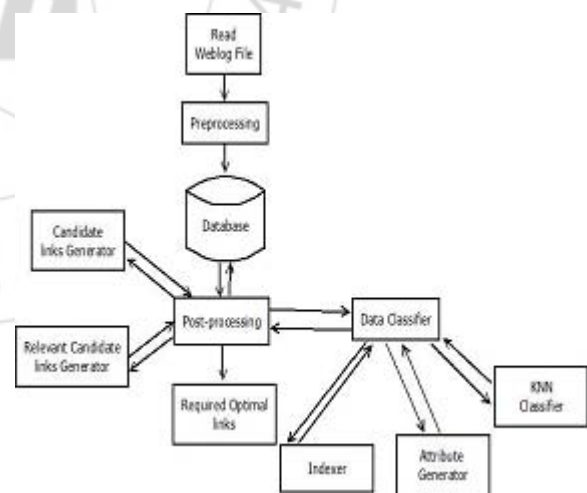 Read
Weblog File
Preprocessing
Database
Candidate
links Generator
Post-processing
Data Classifier
Relevant Candidate
links Generator
Required Optimal
links
KNN
Classifier
Indexer
Attribute
Generator